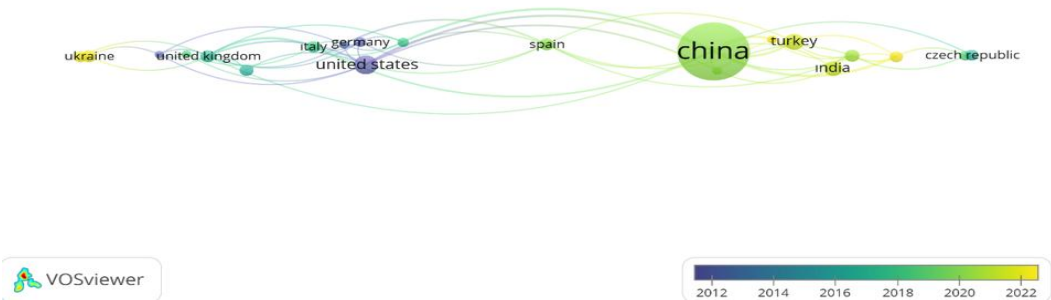 ukraine
united kingdom
italy
germany
united states
spain
china
turkey
india
czech republic
VOSviewer
2012 2014 2016 2018 2020 2022